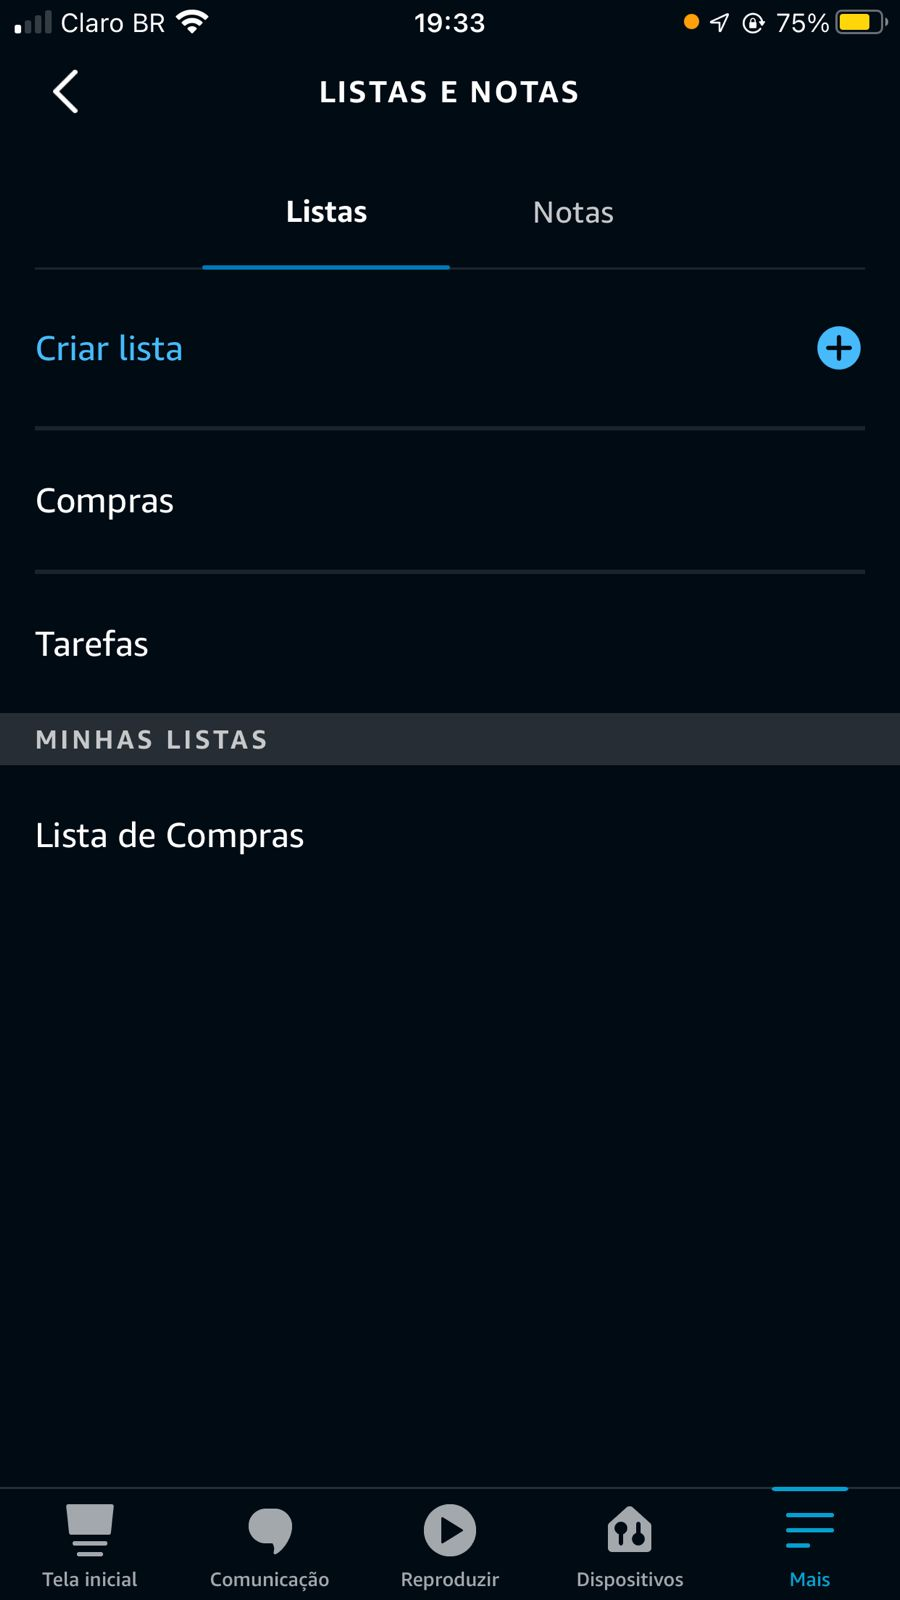 Claro BR 19:33 75%
LISTAS E NOTAS
Listas Notas
Criar lista
Compras
Tarefas
MINHAS LISTAS
Lista de Compras
Tela inicial Comunicação Reproduzir Dispositivos Mais